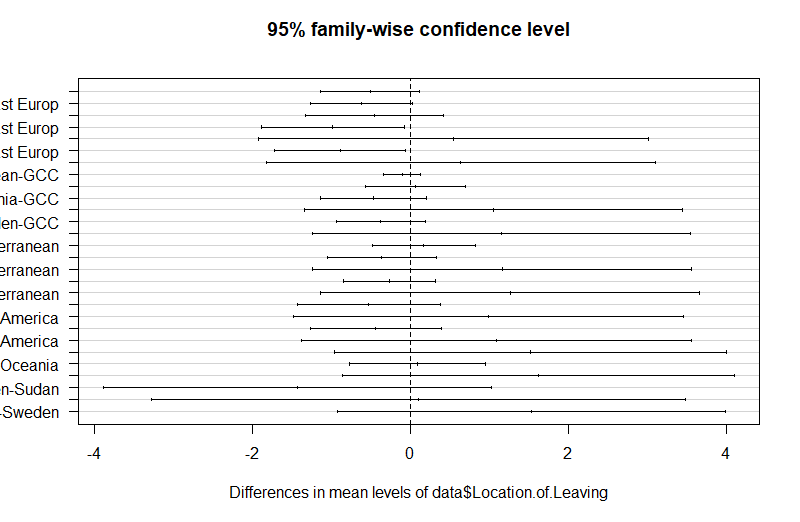 95% family-wise confidence level
st Europ
st Europ
st Europ
ean-GCC
nia-GCC
len-GCC
erranean
erranean
erranean
America
America
Oceania
en-Sudan
-Sweden
-4 -2 0 2 4
Differences in mean levels of data$Location.of.Leaving